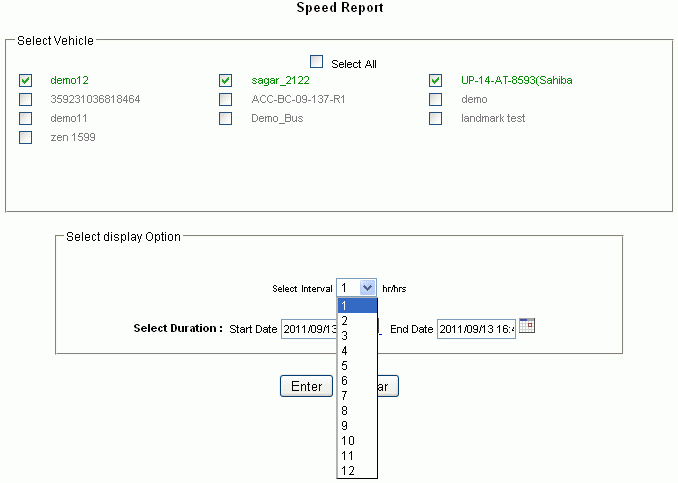 Speed Report
Select Vehicle
Select All
demo12 sagar_2122 UP-14-AT-8593(Sahiba
359231036818464 ACC-BC-09-137-R1 demo
demo11 Demo_Bus landmark test
zen 1599
Select display Option
Select Interval 1 hr/hrs
1
2
Select Duration : Start Date 2011/09/13 End Date 2011/09/13 16:4
3
4
5
6
Enter ar
7
8
9
10
11
12